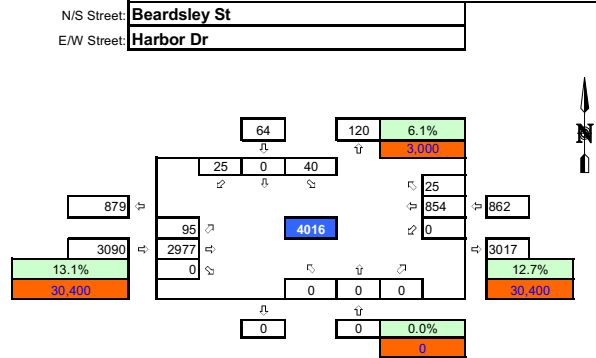 N/S Street: Beardsley St
E/W Street: Harbor Dr
N
64 120 6.1%
⇩ ⇧ 3,000
25 0 40
25
879 ⇦ ⇦ 854 ⇦ 862
95 4016 0
3090 ⇨ 2977 ⇨ ⇨ 3017
13.1% 0 12.7%
30,400 0 0 0 30,400
⇩ ⇧
0 0 0.0%
0